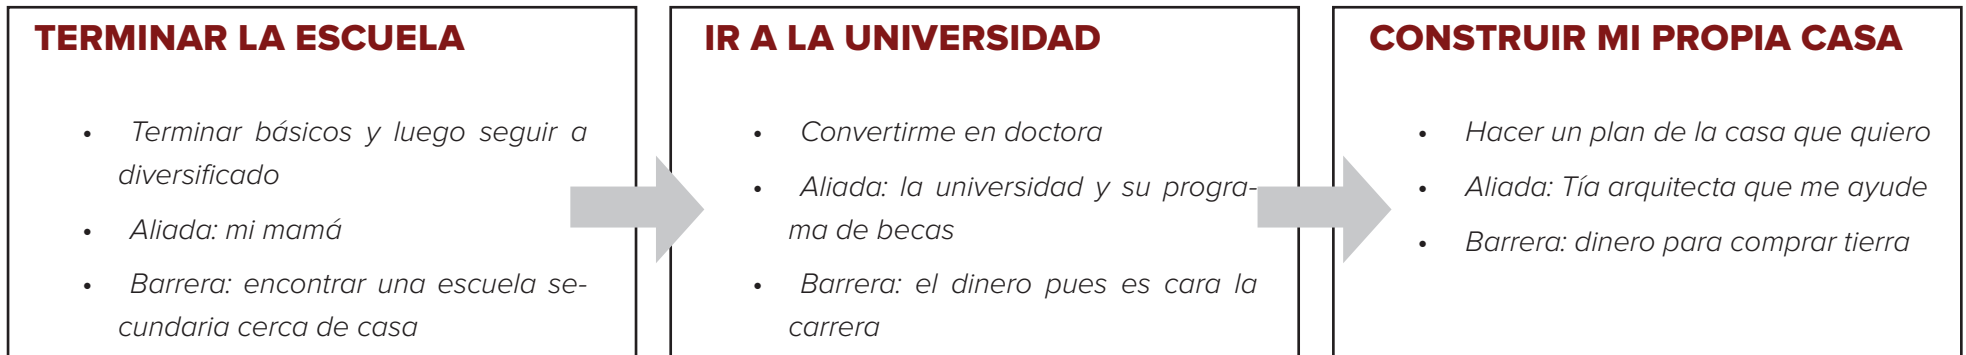 TERMINAR LA ESCUELA
• Terminar básicos y luego seguir a
diversificado
• Aliada: mi mamá
• Barrera: encontrar una escuela se-
cundaria cerca de casa
IR A LA UNIVERSIDAD
• Convertirme en doctora
• Aliada: la universidad y su progra-
ma de becas
• Barrera: el dinero pues es cara la
carrera
CONSTRUIR MI PROPIA CASA
• Hacer un plan de la casa que quiero
• Aliada: Tía arquitecta que me ayude
• Barrera: dinero para comprar tierra